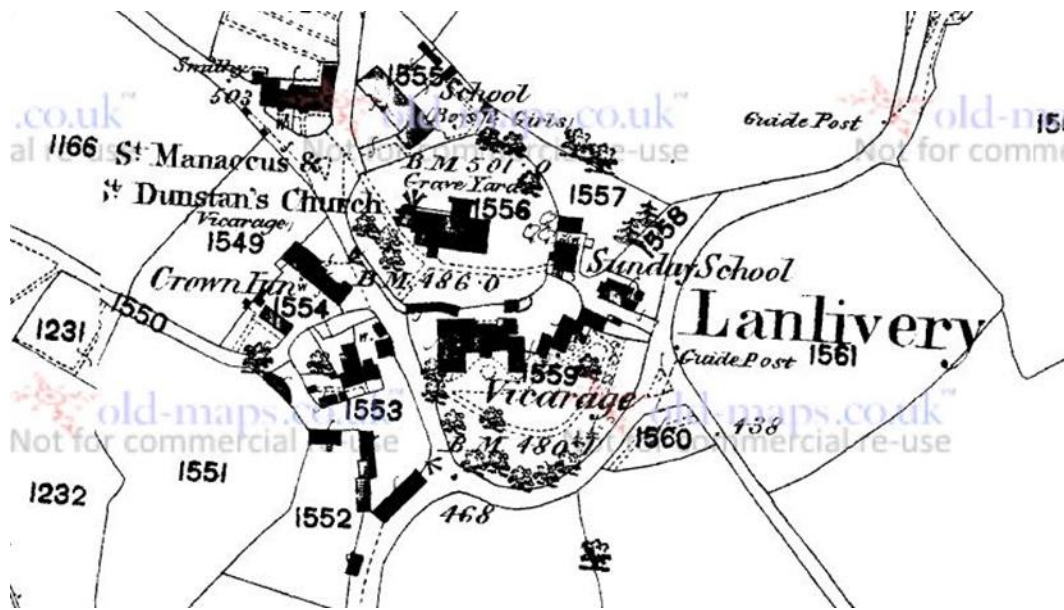 Smithy
503
1555
School
(Boys & Girls)
Guide Post
.co.uk
old-maps.co.uk
old-maps
1166
al re-use
Not for commercial re-use
Not for comme
St. Manaccus &
St. Dunstan's Church
(Vicarage)
B.M. 501
Grave Yard
1556
1557
1558
1549
Crown Inn
B.M. 486.0
Sunday School
1550
1554
1231
Lanlivery
1559
Guide Post
1561
old-maps.co.uk
old-maps.co.uk
Not for commercial re-use
Not for commercial re-use
Vicarage
1553
438
B.M. 480
1560
1551
1232
1552
468